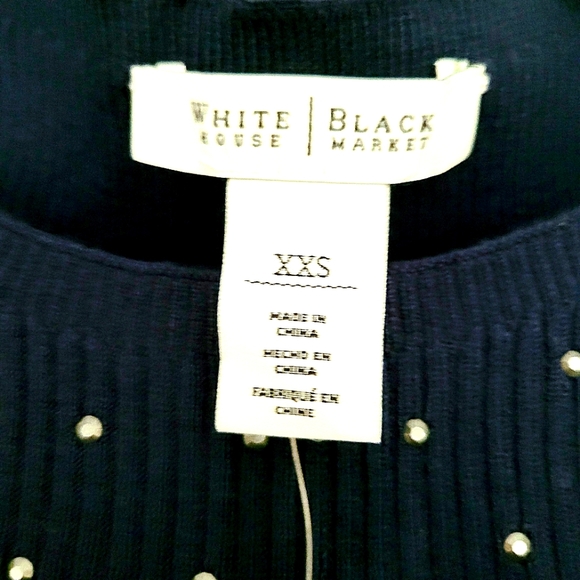 WHITE | BLACK
HOUSE | MARKET
XXS
MADE IN
CHINA
HECHO EN
CHINA
FABRIQUÉ EN
CHINE